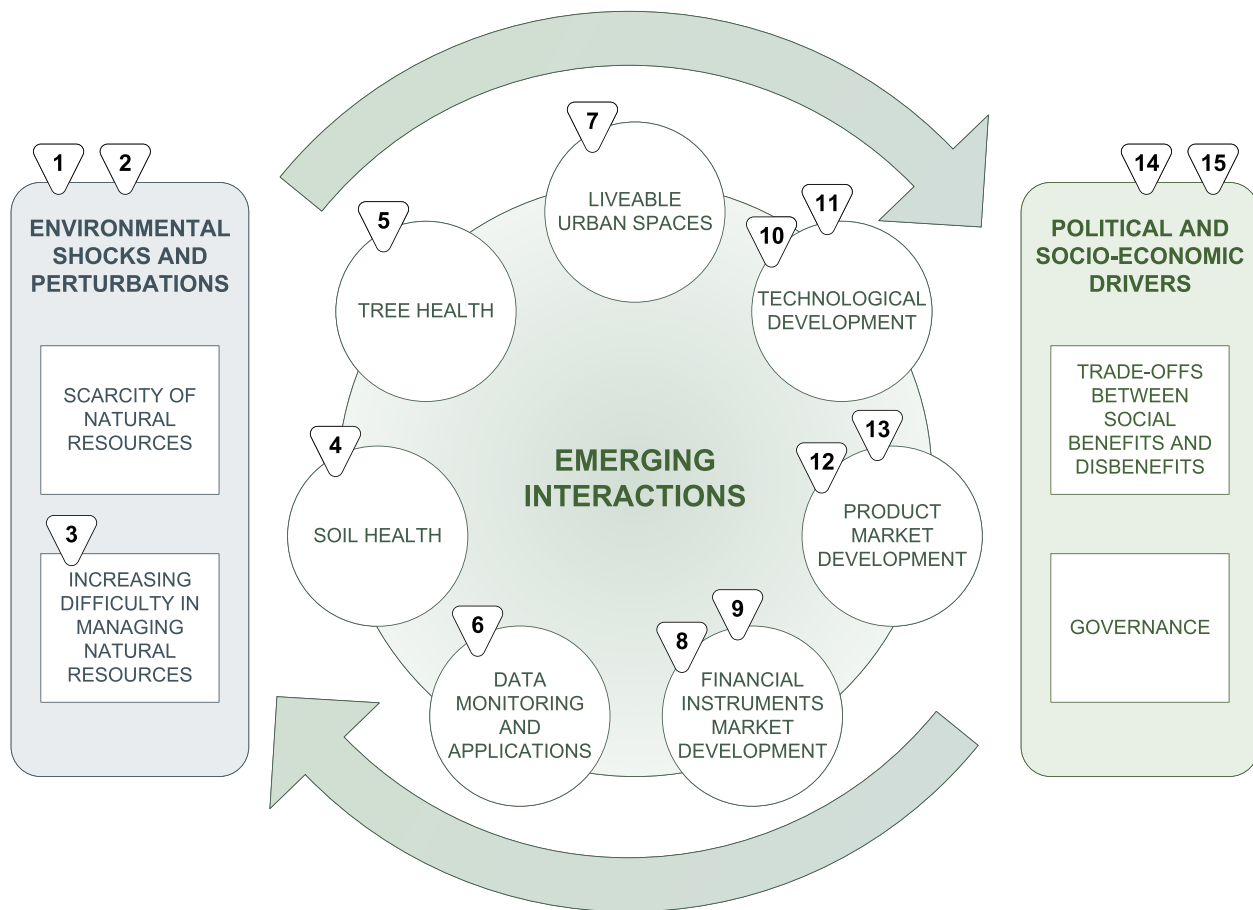 1
2
ENVIRONMENTAL
SHOCKS AND
PERTURBATIONS
SCARCITY OF
NATURAL
RESOURCES
3
INCREASING
DIFFICULTY IN
MANAGING
NATURAL
RESOURCES
7
LIVEABLE
URBAN SPACES
5
TREE HEALTH
10
11
TECHNOLOGICAL
DEVELOPMENT
EMERGING
INTERACTIONS
4
SOIL HEALTH
12
13
PRODUCT
MARKET
DEVELOPMENT
6
DATA
MONITORING
AND
APPLICATIONS
8
9
FINANCIAL
INSTRUMENTS
MARKET
DEVELOPMENT
14
15
POLITICAL AND
SOCIO-ECONOMIC
DRIVERS
TRADE-OFFS
BETWEEN
SOCIAL
BENEFITS AND
DISBENEFITS
GOVERNANCE